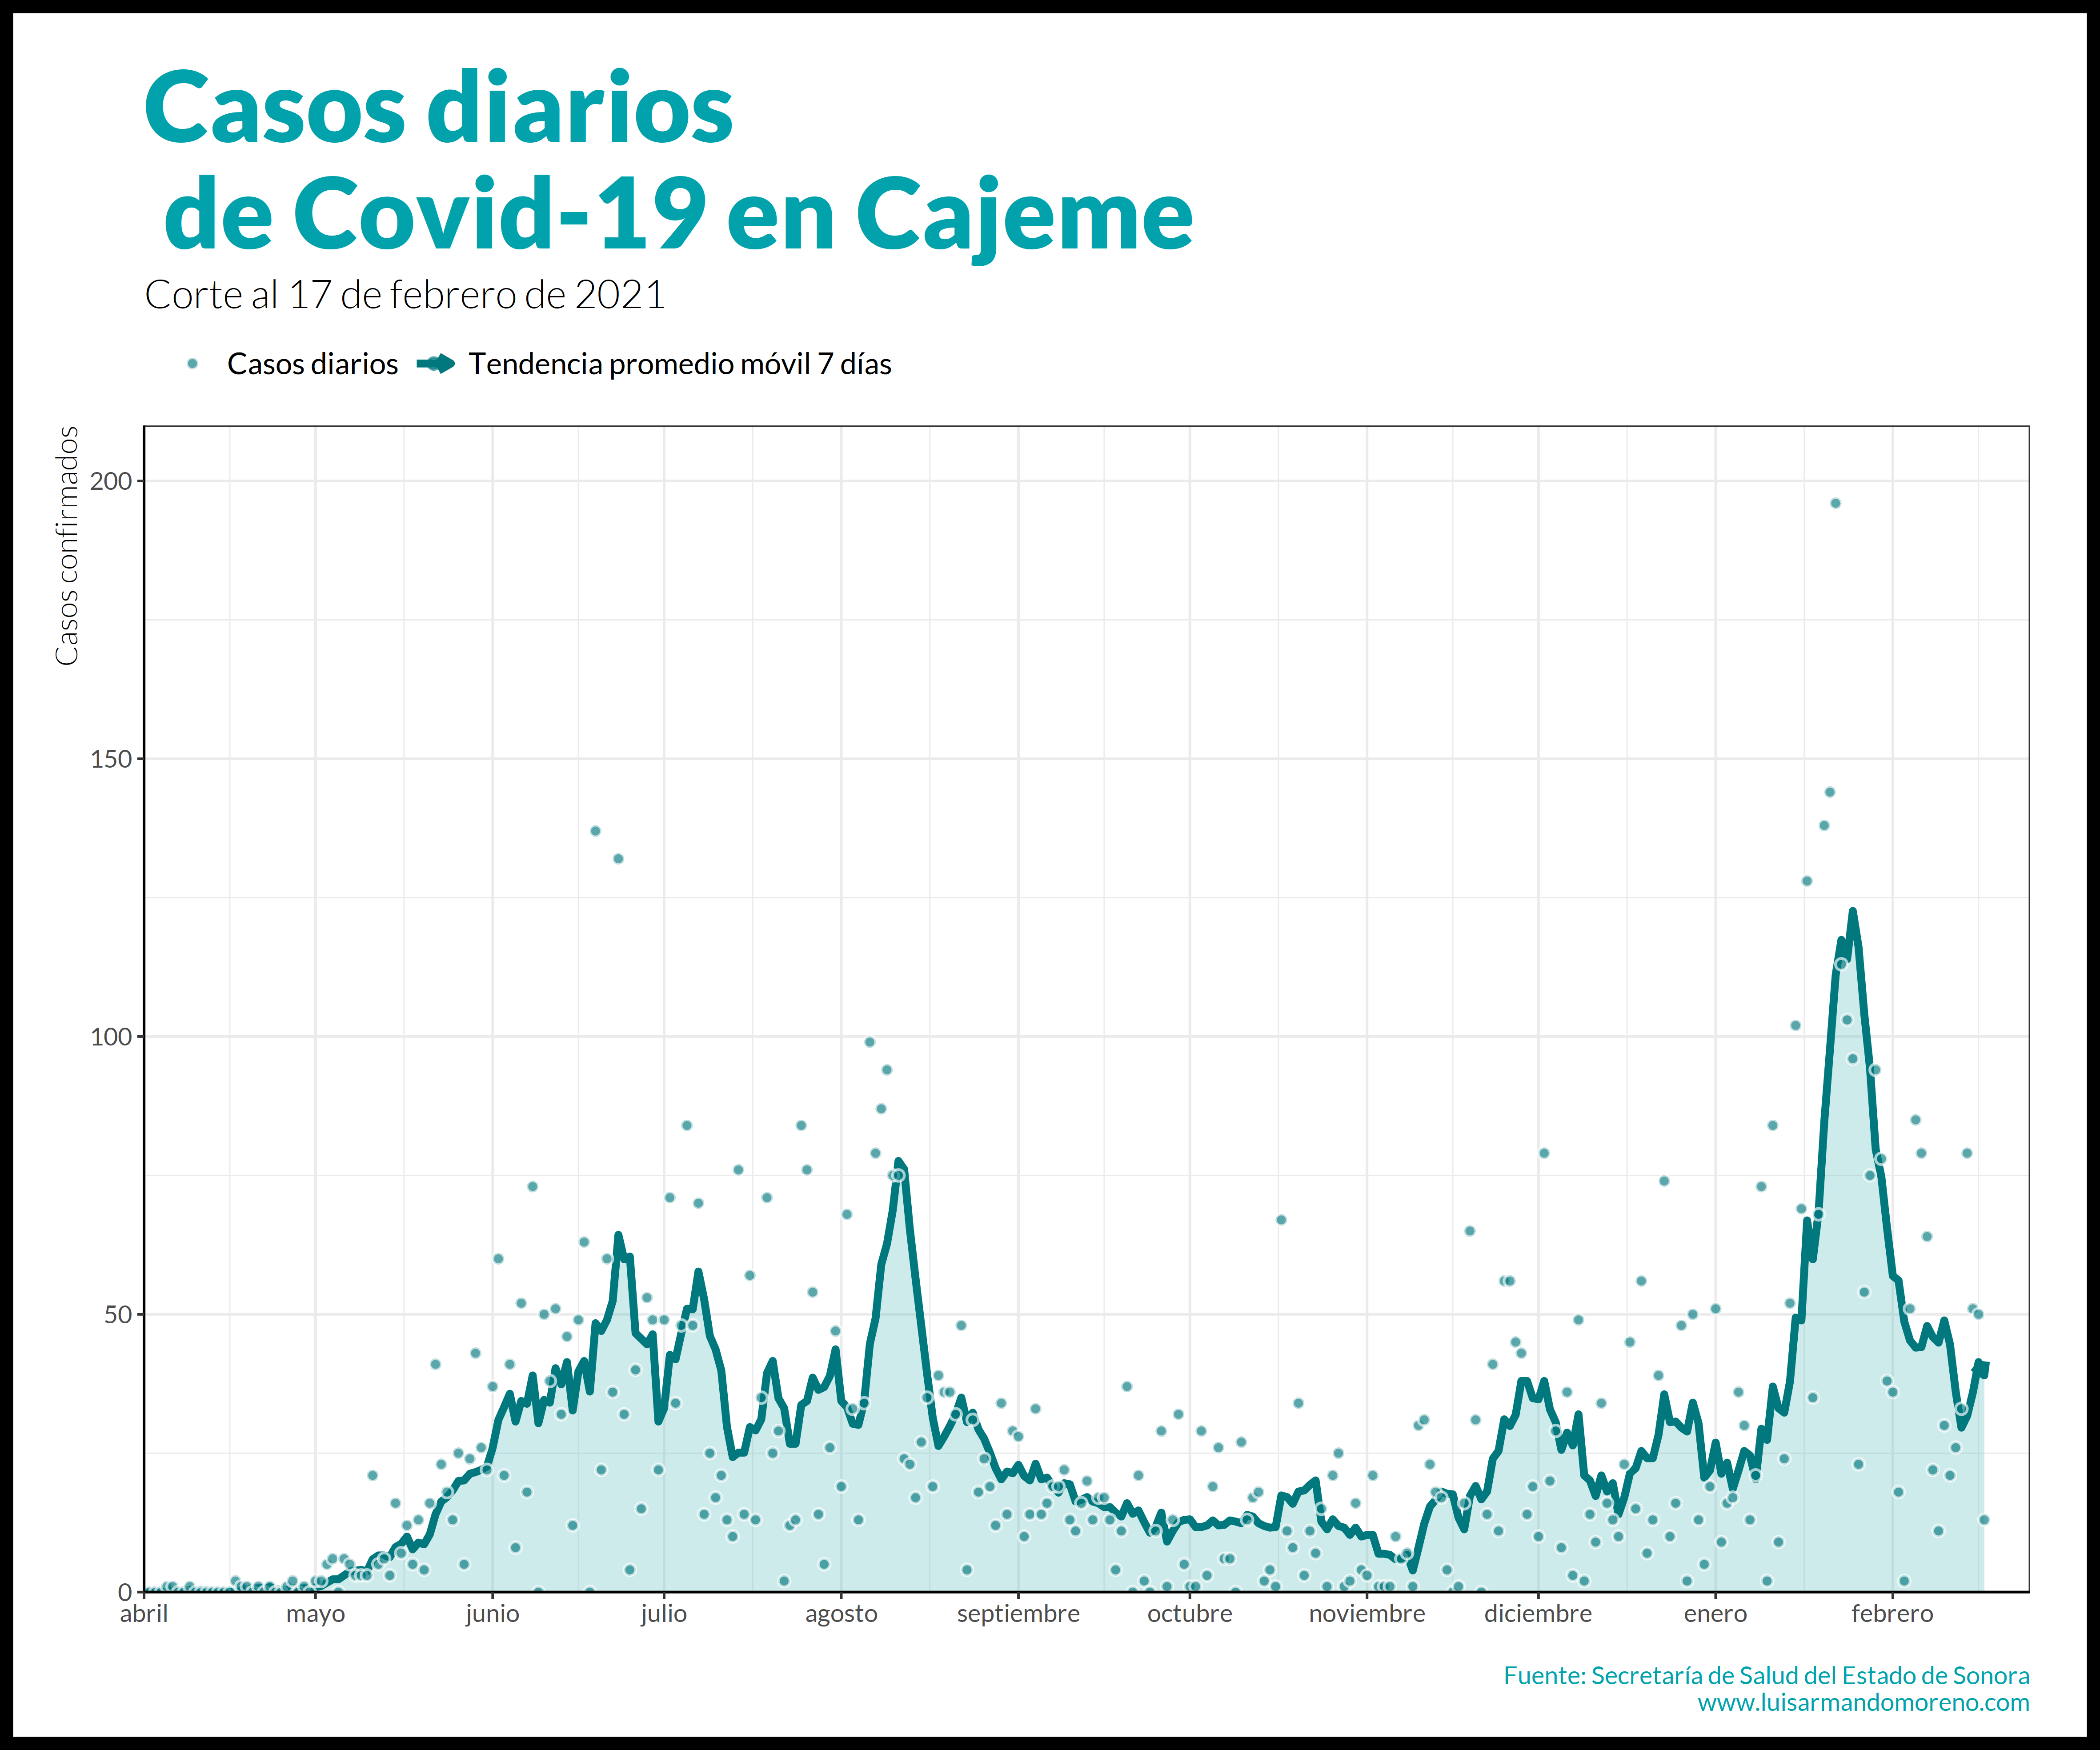 Casos diarios
de Covid-19 en Cajeme
Corte al 17 de febrero de 2021
Casos diarios Tendencia promedio móvil 7 días
Casos confirmados
200
150
100
50
0
abril mayo junio julio agosto septiembre octubre noviembre diciembre enero febrero
Fuente: Secretaría de Salud del Estado de Sonora
www.luisarmandomoreno.com